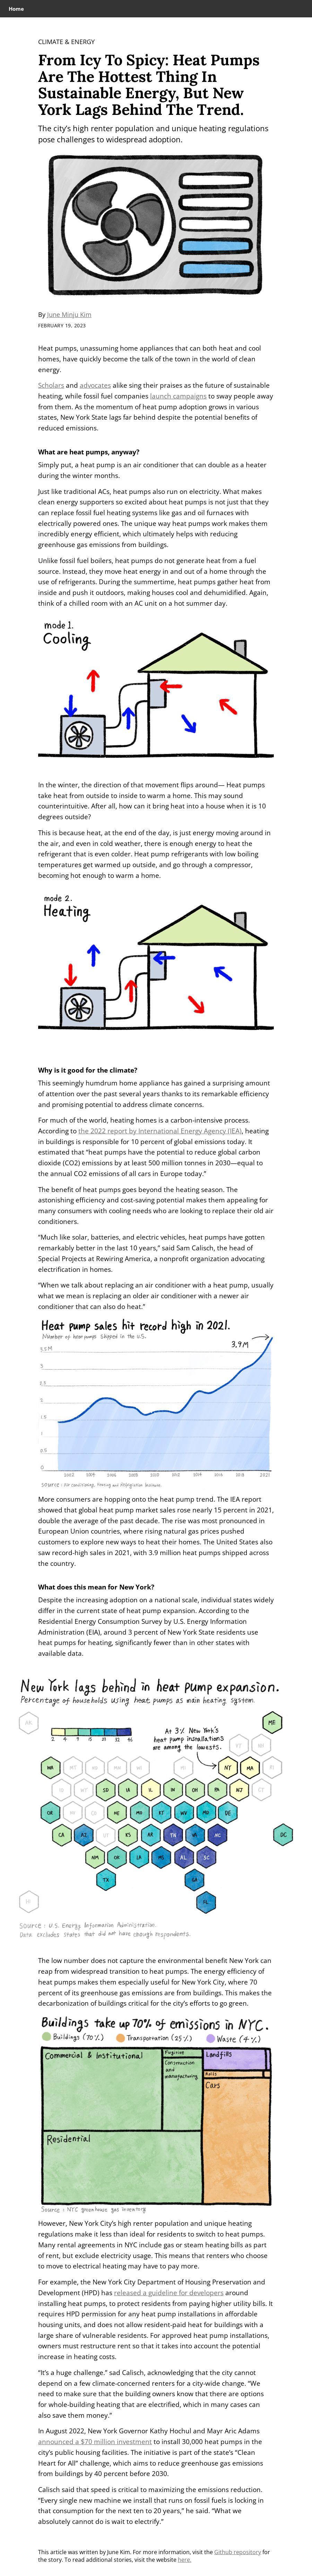 Home
CLIMATE & ENERGY
From Icy To Spicy: Heat Pumps
Are The Hottest Thing In
Sustainable Energy, But New
York Lags Behind The Trend.
The city's high renter population and unique heating regulations
pose challenges to widespread adoption.
By June Minju Kim
FEBRUARY 19, 2023
Heat pumps, unassuming home appliances that can both heat and cool
homes, have quickly become the talk of the town in the world of clean
energy.
Scholars and advocates alike sing their praises as the future of sustainable
heating, while fossil fuel companies launch campaigns to sway people away
from them. As the momentum of heat pump adoption grows in various
states, New York State lags far behind despite the potential benefits of
reduced emissions.
What are heat pumps, anyway?
Simply put, a heat pump is an air conditioner that can double as a heater
during the winter months.
Just like traditional ACs, heat pumps also run on electricity. What makes
clean energy supporters so excited about heat pumps is not just that they
can replace fossil fuel heating systems like gas and oil furnaces with
electrically powered ones. The unique way heat pumps work makes them
incredibly energy efficient, which ultimately helps with reducing
greenhouse gas emissions from buildings.
Unlike fossil fuel boilers, heat pumps do not generate heat from a fuel
source. Instead, they move heat energy in and out of a home through the
use of refrigerants. During the summertime, heat pumps gather heat from
inside and push it outdoors, making houses cool and dehumidified. Again,
think of a chilled room with an AC unit on a hot summer day.
mode 1.
Cooling
In the winter, the direction of that movement flips around— Heat pumps
take heat from outside to inside to warm a home. This may sound
counterintuitive. After all, how can it bring heat into a house when it is 10
degrees outside?
This is because heat, at the end of the day, is just energy moving around in
the air, and even in cold weather, there is enough energy to heat the
refrigerant that is even colder. Heat pump refrigerants with low boiling
temperatures get warmed up outside, and go through a compressor,
becoming hot enough to warm a home.
mode 2.
Heating
Why is it good for the climate?
This seemingly humdrum home appliance has gained a surprising amount
of attention over the past several years thanks to its remarkable efficiency
and promising potential to address climate concerns.
For much of the world, heating homes is a carbon-intensive process.
According to the 2022 report by International Energy Agency (IEA), heating
in buildings is responsible for 10 percent of global emissions today. It
estimated that "heat pumps have the potential to reduce global carbon
dioxide (CO2) emissions by at least 500 million tonnes in 2030—equal to
the annual CO2 emissions of all cars in Europe today."
The benefit of heat pumps goes beyond the heating season. The
astonishing efficiency and cost-saving potential makes them appealing for
many consumers with cooling needs who are looking to replace their old air
conditioners.
"Much like solar, batteries, and electric vehicles, heat pumps have gotten
remarkably better in the last 10 years," said Sam Calisch, the head of
Special Projects at Rewiring America, a nonprofit organization advocating
electrification in homes.
"When we talk about replacing an air conditioner with a heat pump, usually
what we mean is replacing an older air conditioner with a newer air
conditioner that can also do heat."
Heat pump sales hit record high in 2021.
Number of heat pumps shipped in the U.S.
3.9M
3.5M
3
2.5
2
1.5
1
0.5
0
2002 2004 2006 2008 2010 2012 2014 2016 2018 2021
Source: Air conditioning, Heating and Refrigeration Institute.
More consumers are hopping onto the heat pump trend. The IEA report
showed that global heat pump market sales rose nearly 15 percent in 2021,
double the average of the past decade. The rise was most pronounced in
European Union countries, where rising natural gas prices pushed
customers to explore new ways to heat their homes. The United States also
saw record-high sales in 2021, with 3.9 million heat pumps shipped across
the country.
What does this mean for New York?
Despite the increasing adoption on a national scale, individual states widely
differ in the current state of heat pump expansion. According to the
Residential Energy Consumption Survey by U.S. Energy Information
Administration (EIA), around 3 percent of New York State residents use
heat pumps for heating, significantly fewer than in other states with
available data.
New York lags behind in heat pump expansion.
Percentage of households using heat pumps as main heating system.
AK ME
2 4 9 15 21 32 46
At 3% New York's
heat pump installations
are among the lowests.
VT NH
WA MT ND MN WI MI NY MA RI
ID WY SD IA IL IN OH PA NJ CT
OR NV CO NE MO KY WV MD DE
CA AZ UT KS AR TN VA NC DC
NM OK LA MS AL SC
TX GA
HI FL
Source: U.S. Energy Information Administration
Data excludes states that did not have enough respondents.
The low number does not capture the environmental benefit New York can
reap from widespread transition to heat pumps. The energy efficiency of
heat pumps makes them especially useful for New York City, where 70
percent of its greenhouse gas emissions are from buildings. This makes the
decarbonization of buildings critical for the city's efforts to go green.
Buildings take up 70% of emissions in NYC.
Buildings (70%) Transporation (25%) Waste (4%)
Commercial & Institutional
Fugitive
Construction
and
manufacturing
Landfills
Cars
Residential
Source: NYC greenhouse gas inventory
However, New York City's high renter population and unique heating
regulations make it less than ideal for residents to switch to heat pumps.
Many rental agreements in NYC include gas or steam heating bills as part
of rent, but exclude electricity usage. This means that renters who choose
to move to electrical heating may have to pay more.
For example, the New York City Department of Housing Preservation and
Development (HPD) has released a guideline for developers around
installing heat pumps, to protect residents from paying higher utility bills. It
requires HPD permission for any heat pump installations in affordable
housing units, and does not allow resident-paid heat for buildings with a
large share of vulnerable residents. For approved heat pump installations,
owners must restructure rent so that it takes into account the potential
increase in heating costs.
"It's a huge challenge." sad Calisch, acknowledging that the city cannot
depend on a few climate-concerned renters for a city-wide change. "We
need to make sure that the building owners know that there are options
for whole-building heating that are electrified, which in many cases can
also save them money."
In August 2022, New York Governor Kathy Hochul and Mayr Aric Adams
announced a $70 million investment to install 30,000 heat pumps in the
city's public housing facilities. The initiative is part of the state's "Clean
Heart for All" challenge, which aims to reduce greenhouse gas emissions
from buildings by 40 percent before 2030.
Calisch said that speed is critical to maximizing the emissions reduction.
"Every single new machine we install that runs on fossil fuels is locking in
that consumption for the next ten to 20 years," he said. "What we
absolutely cannot do is wait to electrify."
This article was written by June Kim. For more information, visit the Github repository for
the story. To read additional stories, visit the website here.